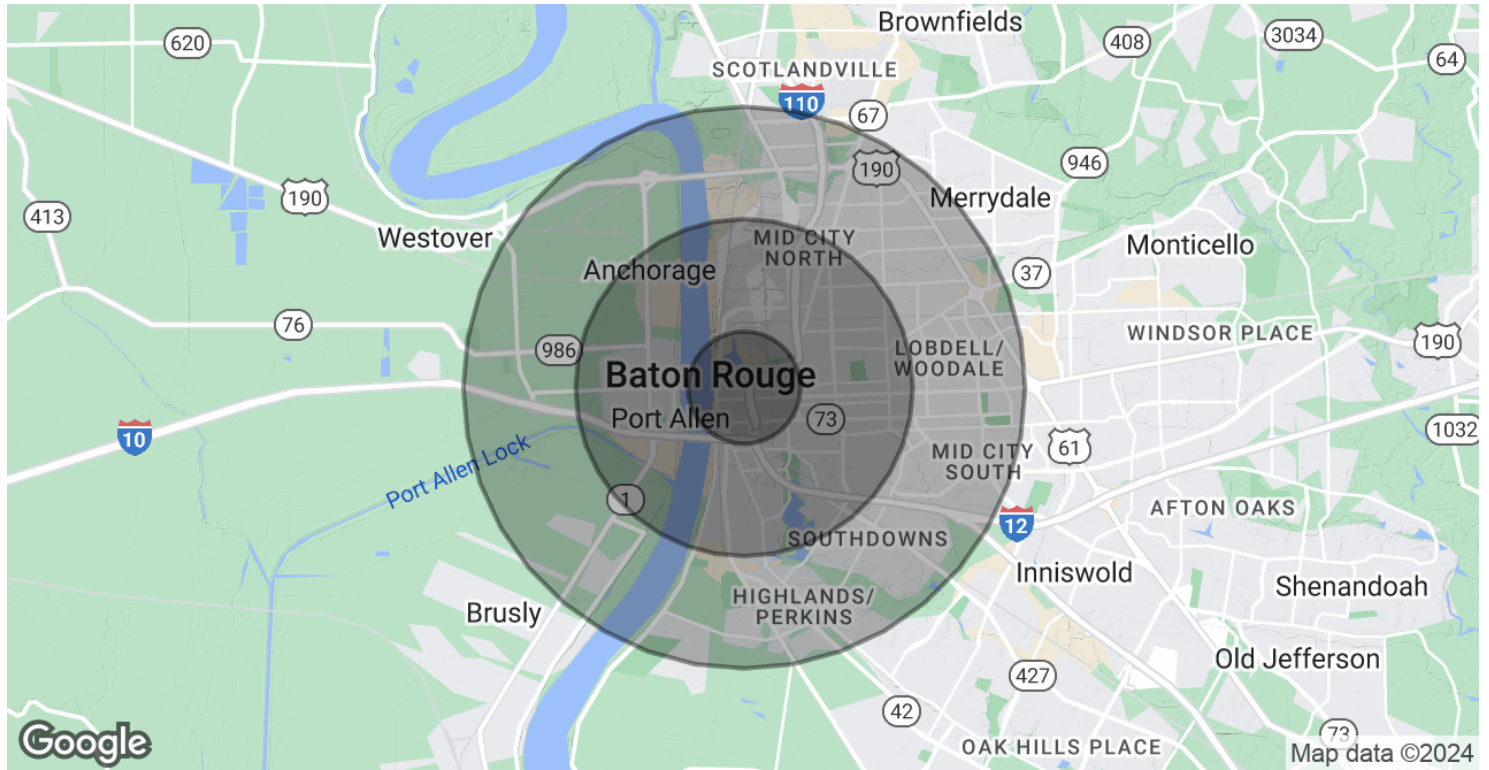 Brownfields
620
408
3034
64
SCOTLANDVILLE
110
67
946
190
190
Merrydale
413
Westover
MID CITY
NORTH
Monticello
Anchorage
37
76
986
LOBDELL/
WOODALE
WINDSOR PLACE
190
Baton Rouge
Port Allen
73
10
61
1032
MID CITY
SOUTH
Port Allen Lock
1
12
AFTON OAKS
SOUTHDOWNS
Inniswold
Shenandoah
Brusly
HIGHLANDS/
PERKINS
Old Jefferson
427
42
73
OAK HILLS PLACE
Google
Map data ©2024